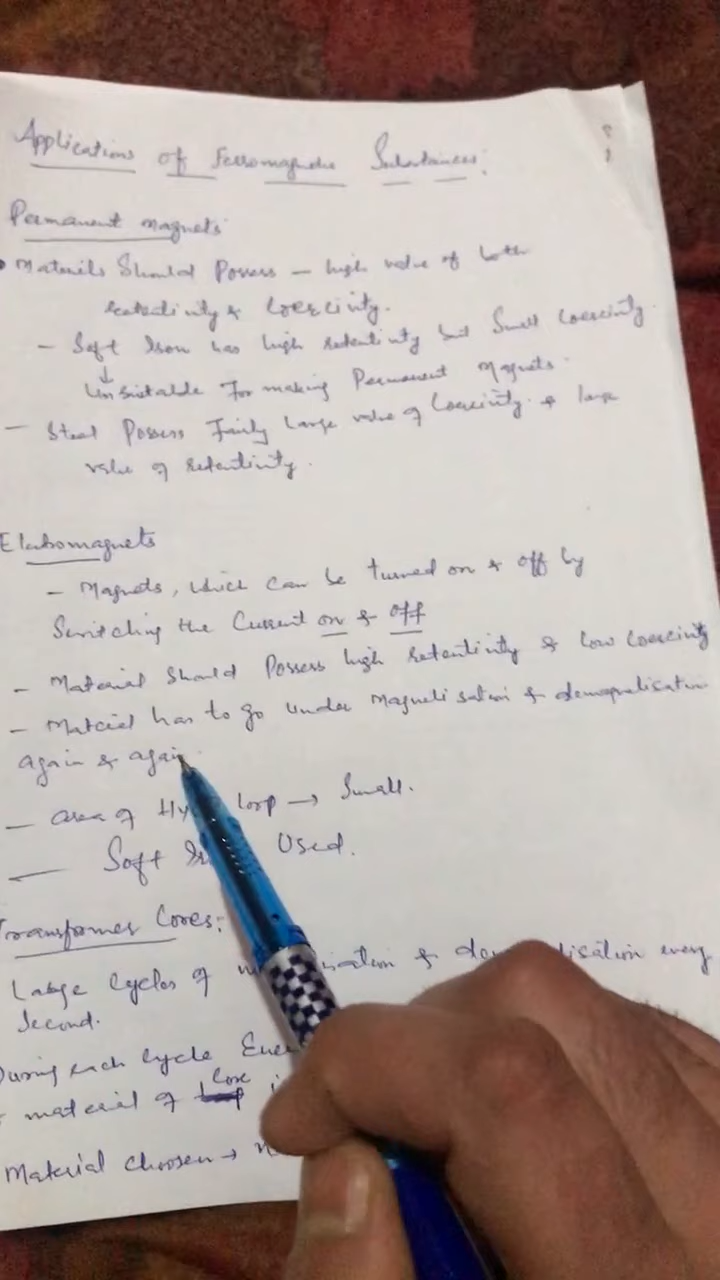 Applications of Ferromagnetic Substances:
Permanent Magnets
Materials Should Possess – high value of both
retentivity & Coercivity.
– Soft Iron has high retentivity but Small Coercivity.
↓
Unsuitable For making Permanent Magnets.
– Steel Possess Fairly Large value of Coercivity & large
value of retentivity.
Electromagnets
– Magnets, which can be turned on & off by
Switching the Current on & off
– Material Should Possess high retentivity & low Coercivity
– Material has to go under Magnetisation & demagnetisation
again & again
– area of loop → Small.
– Soft Used.
Transformer Cores:
Large Cycles of & every
Second.
During each Cycle
material of Core
Material Choosen →